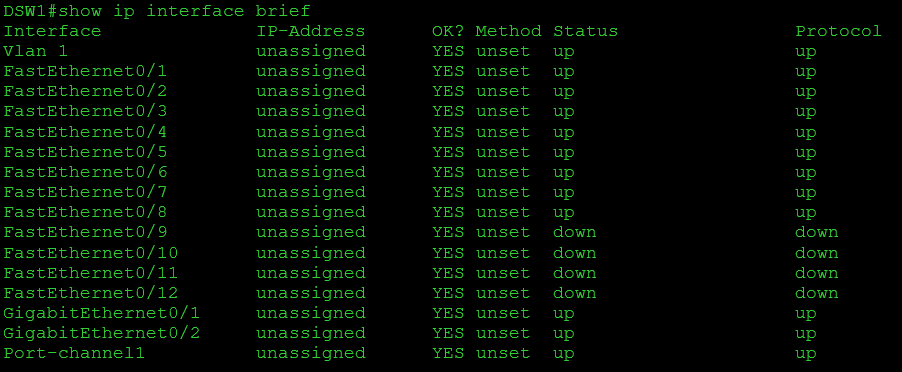 DSW1#show ip interface brief
Interface IP-Address OK? Method Status Protocol
Vlan 1 unassigned YES unset up up
FastEthernet0/1 unassigned YES unset up up
FastEthernet0/2 unassigned YES unset up up
FastEthernet0/3 unassigned YES unset up up
FastEthernet0/4 unassigned YES unset up up
FastEthernet0/5 unassigned YES unset up up
FastEthernet0/6 unassigned YES unset up up
FastEthernet0/7 unassigned YES unset up up
FastEthernet0/8 unassigned YES unset up up
FastEthernet0/9 unassigned YES unset down down
FastEthernet0/10 unassigned YES unset down down
FastEthernet0/11 unassigned YES unset down down
FastEthernet0/12 unassigned YES unset down down
GigabitEthernet0/1 unassigned YES unset up up
GigabitEthernet0/2 unassigned YES unset up up
Port-channel1 unassigned YES unset up up